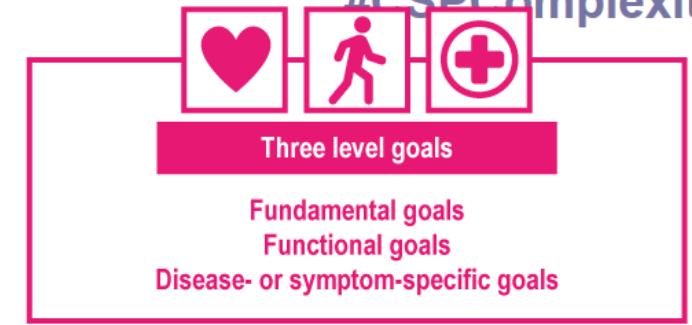 Three level goals
Fundamental goals
Functional goals
Disease- or symptom-specific goals